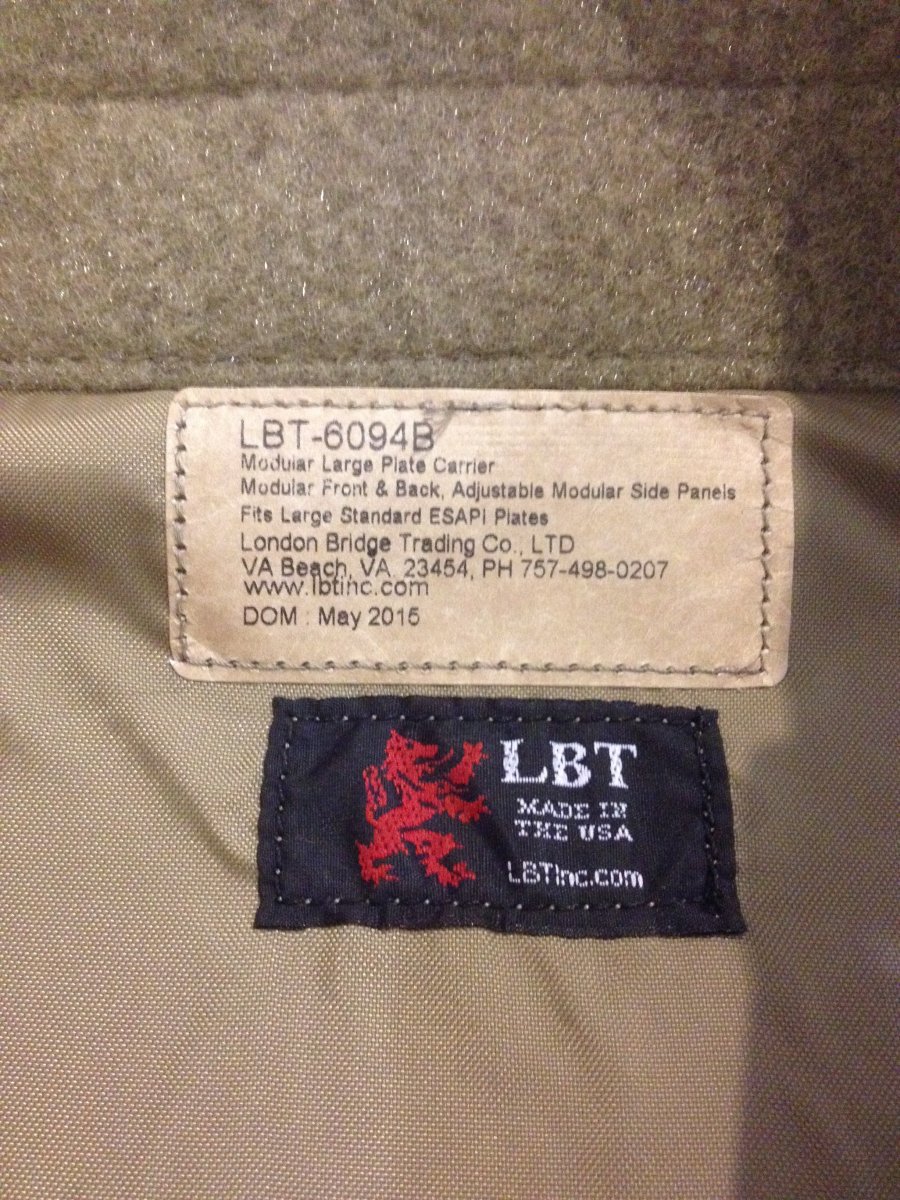 LBT-6094B
Modular Large Plate Carrier
Modular Front & Back, Adjustable Modular Side Panels
Fits Large Standard ESAPI Plates
London Bridge Trading Co., LTD
VA Beach, VA. 23454, PH 757-498-0207
www.lbtinc.com
DOM : May 2015
LBT
MADE IN
THE USA
LBTInc.com